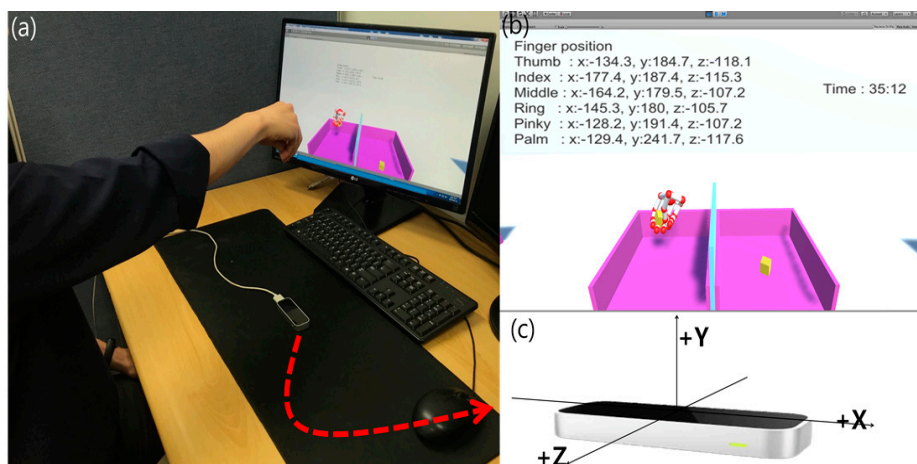 (a)
(b)
Finger position
Thumb : x:-134.3, y:184.7, z:-118.1
Index : x:-177.4, y:187.4, z:-115.3
Middle : x:-164.2, y:179.5, z:-107.2
Time : 35:12
Ring : x:-145.3, y:180, z:-105.7
Pinky : x:-128.2, y:191.4, z:-107.2
Palm : x:-129.4, y:241.7, z:-117.6
(c)
+Y
+X
+Z